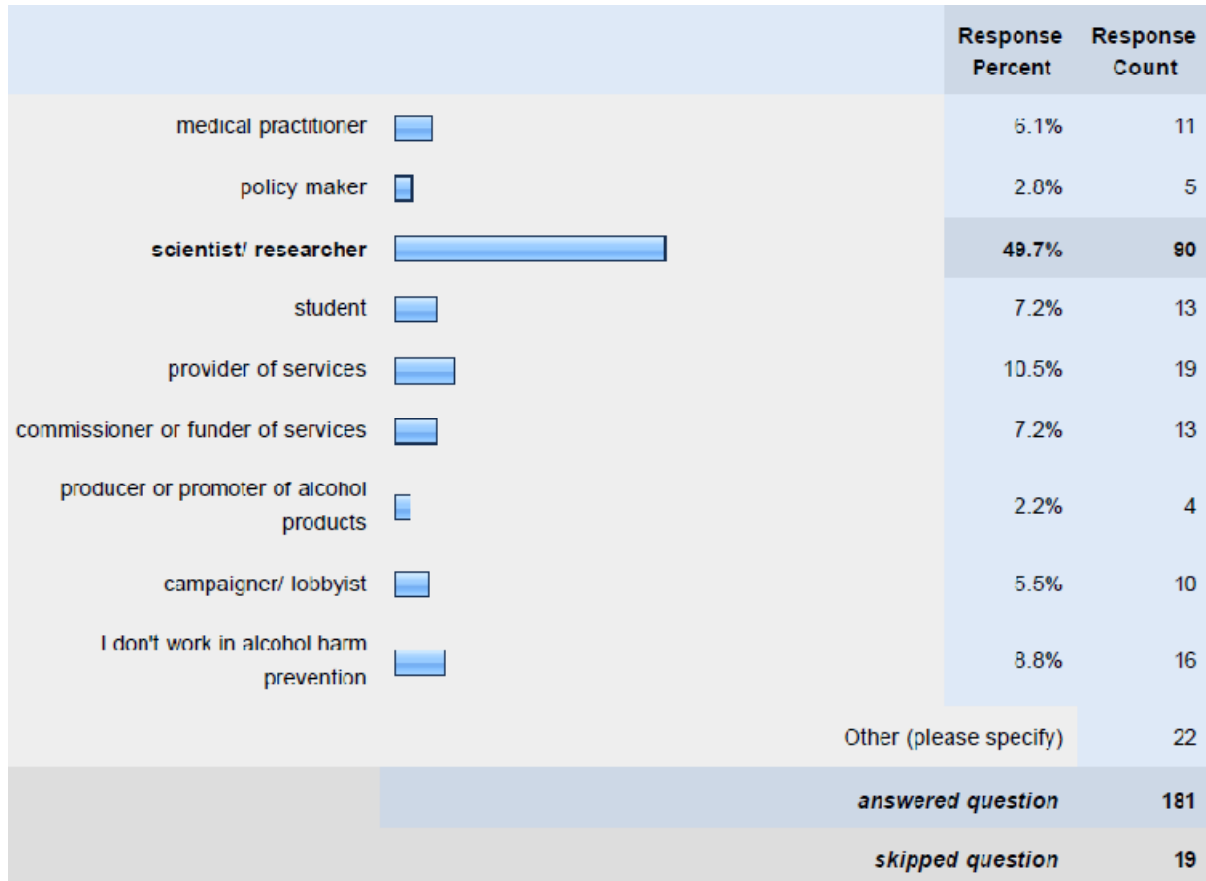 Response Response
Percent Count
medical practitioner 6.1% 11
policy maker 2.8% 5
scientist/ researcher 49.7% 90
student 7.2% 13
provider of services 10.5% 19
commissioner or funder of services 7.2% 13
producer or promoter of alcohol
products 2.2% 4
campaigner/ lobbyist 5.5% 10
I don't work in alcohol harm
prevention 8.8% 16
Other (please specify) 22
answered question 181
skipped question 19